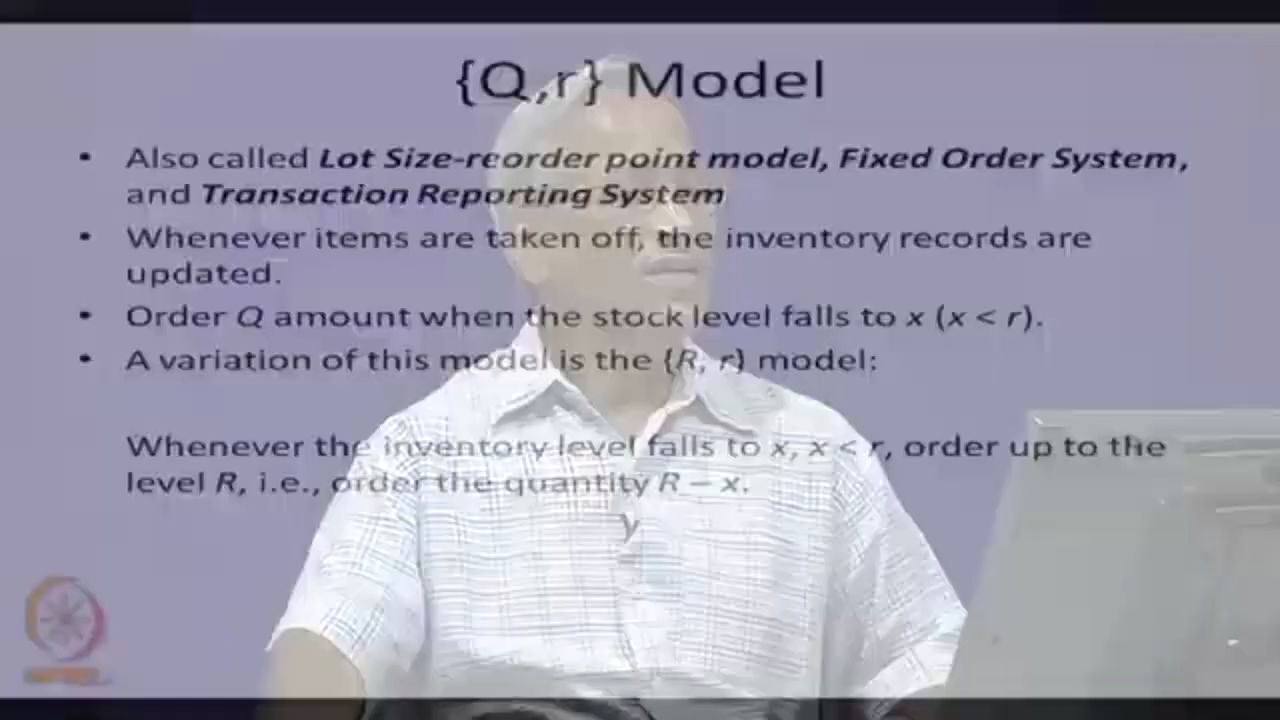 {Q,r} Model
• Also called Lot Size-reorder point model, Fixed Order System,
and Transaction Reporting System
• Whenever items are taken off, the inventory records are
updated.
• Order Q amount when the stock level falls to x (x < r).
• A variation of this model is the {R, r} model:
Whenever the inventory level falls to x, x < r, order up to the
level R, i.e., order the quantity R – x.